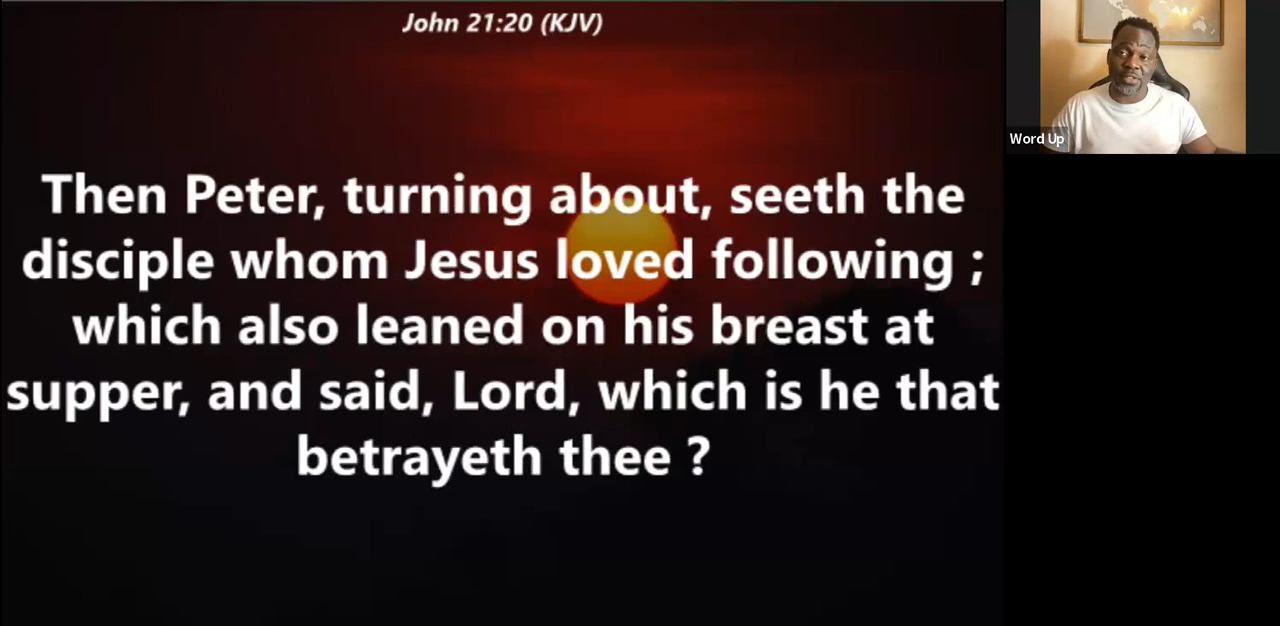 John 21:20 (KJV)
Then Peter, turning about, seeth the
disciple whom Jesus loved following ;
which also leaned on his breast at
supper, and said, Lord, which is he that
betrayeth thee ?
Word Up